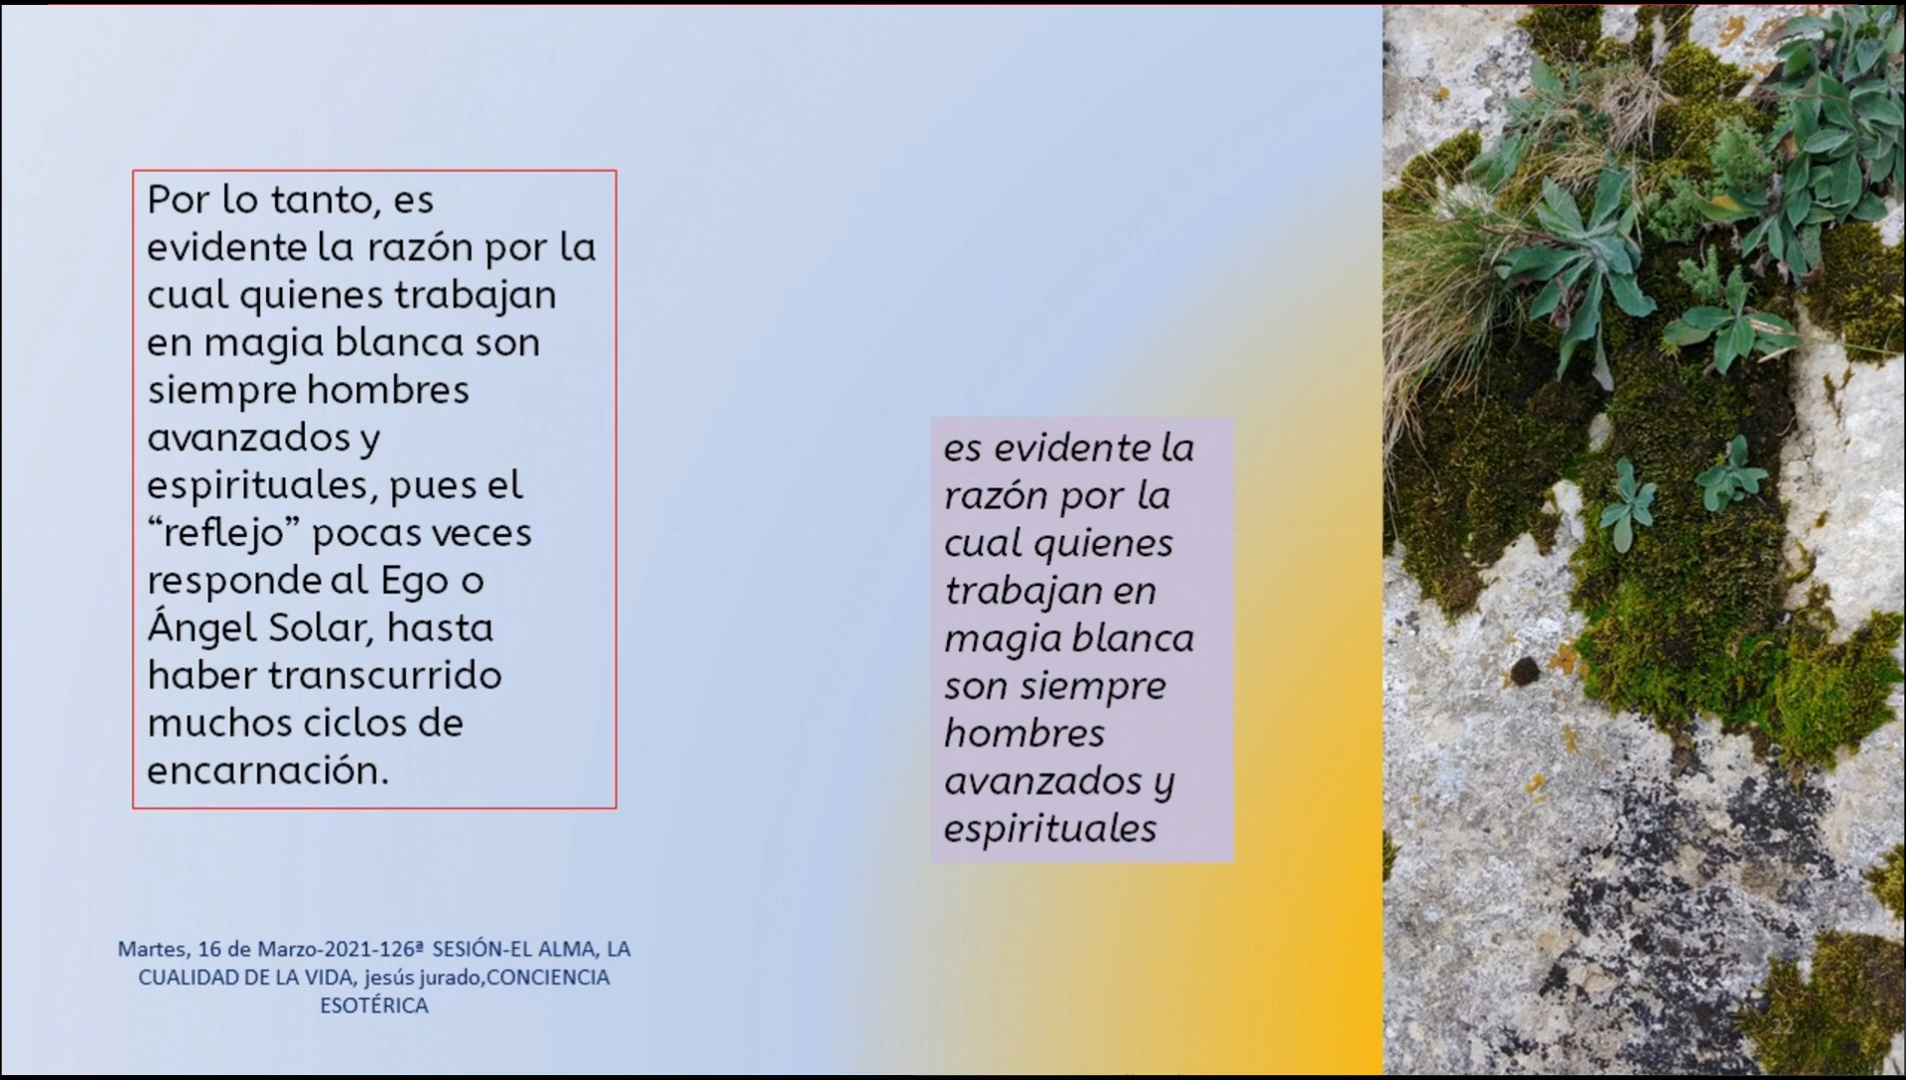 Por lo tanto, es
evidente la razón por la
cual quienes trabajan
en magia blanca son
siempre hombres
avanzados y
espirituales, pues el
“reflejo” pocas veces
responde al Ego o
Ángel Solar, hasta
haber transcurrido
muchos ciclos de
encarnación.
es evidente la
razón por la
cual quienes
trabajan en
magia blanca
son siempre
hombres
avanzados y
espirituales
Martes, 16 de Marzo-2021-126ª SESIÓN-EL ALMA, LA
CUALIDAD DE LA VIDA, jesús jurado,CONCIENCIA
ESOTÉRICA
22